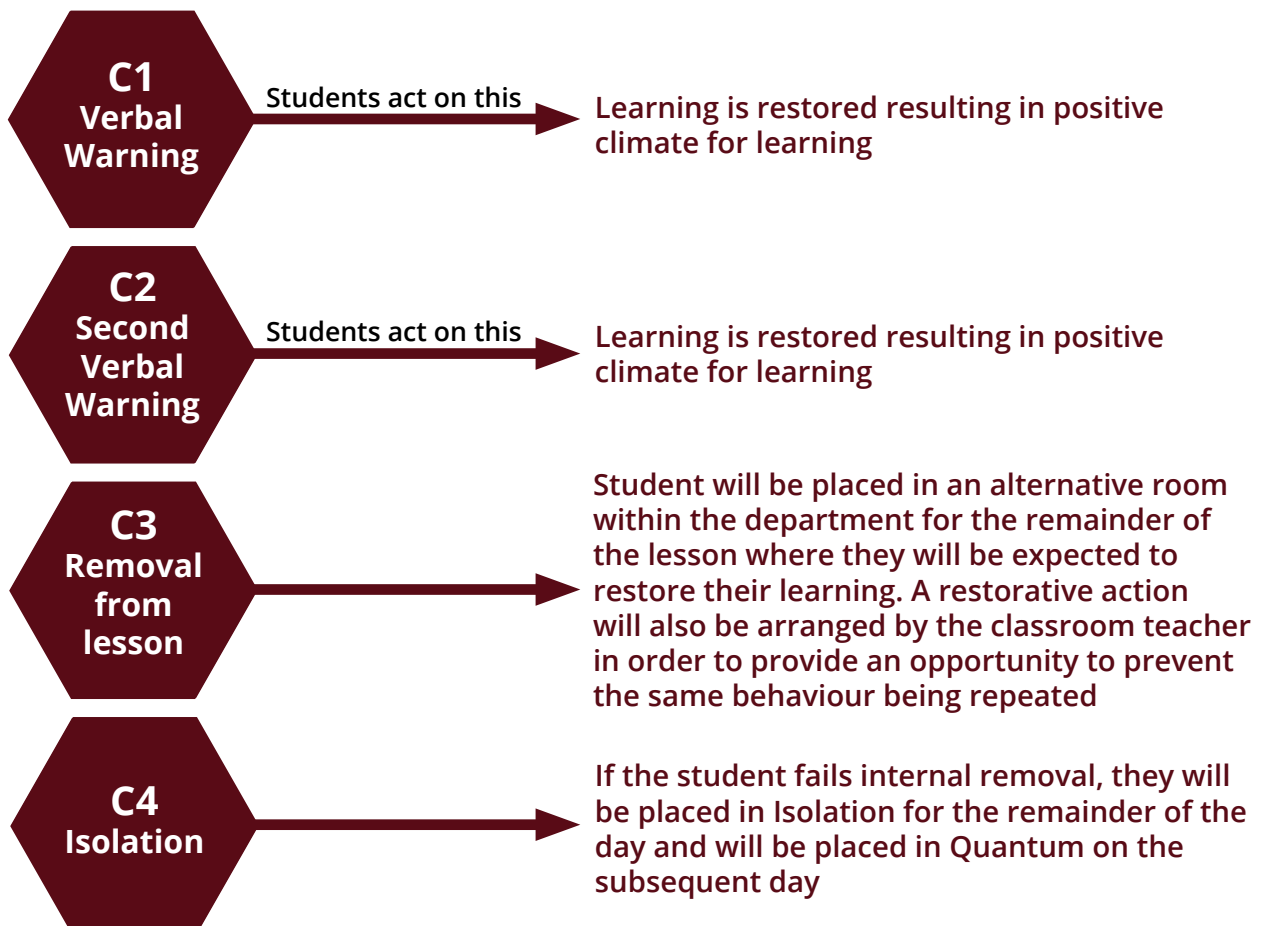 C1
Verbal
Warning
Students act on this
Learning is restored resulting in positive
climate for learning
C2
Second
Verbal
Warning
Students act on this
Learning is restored resulting in positive
climate for learning
C3
Removal
from
lesson
Student will be placed in an alternative room
within the department for the remainder of
the lesson where they will be expected to
restore their learning. A restorative action
will also be arranged by the classroom teacher
in order to provide an opportunity to prevent
the same behaviour being repeated
C4
Isolation
If the student fails internal removal, they will
be placed in Isolation for the remainder of the
day and will be placed in Quantum on the
subsequent day